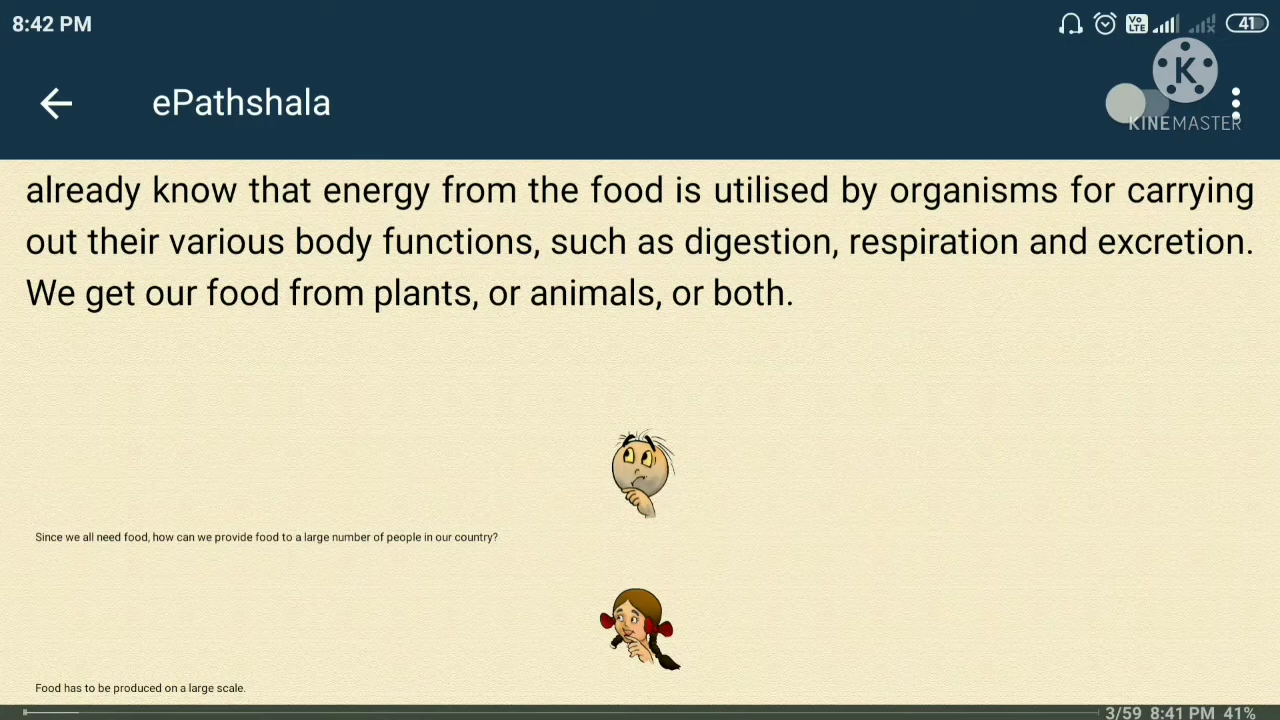 8:42 PM
Vo LTE
41
K
ePathshala
KINEMASTER
already know that energy from the food is utilised by organisms for carrying
out their various body functions, such as digestion, respiration and excretion.
We get our food from plants, or animals, or both.
Since we all need food, how can we provide food to a large number of people in our country?
Food has to be produced on a large scale.
3/59 8:41 PM 41%